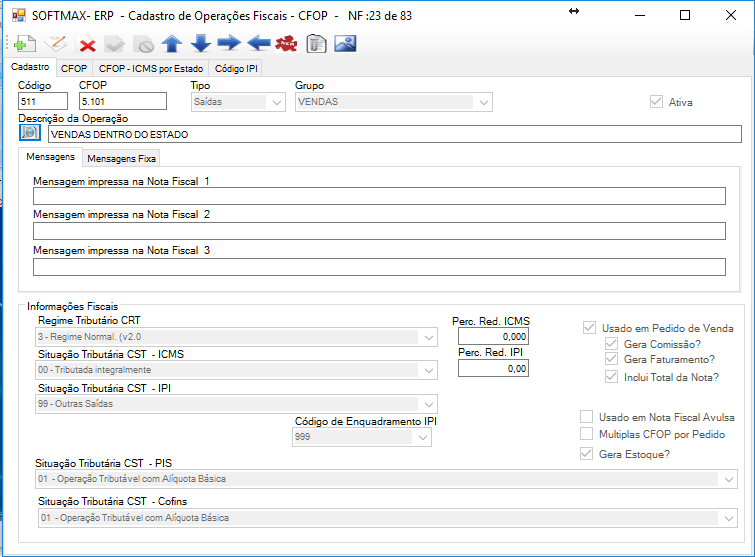 SOFTMAX- ERP - Cadastro de Operações Fiscais - CFOP - NF :23 de 83
Cadastro CFOP CFOP - ICMS por Estado Código IPI
Código CFOP Tipo Grupo
511 5.101 Saídas VENDAS Ativa
Descrição da Operação
VENDAS DENTRO DO ESTADO
Mensagens Mensagens Fixa
Mensagem impressa na Nota Fiscal 1
Mensagem impressa na Nota Fiscal 2
Mensagem impressa na Nota Fiscal 3
Informações Fiscais
Regime Tributário CRT Perc. Red. ICMS
3 - Regime Normal. (v2.0 0,000 Usado em Pedido de Venda
Gera Comissão?
Situação Tributária CST - ICMS Perc. Red. IPI Gera Faturamento?
00 - Tributada integralmente 0,00 Inclui Total da Nota?
Situação Tributária CST - IPI
99 - Outras Saídas
Código de Enquadramento IPI Usado em Nota Fiscal Avulsa
999 Multiplas CFOP por Pedido
Gera Estoque?
Situação Tributária CST - PIS
01 - Operação Tributável com Alíquota Básica
Situação Tributária CST - Cofins
01 - Operação Tributável com Alíquota Básica